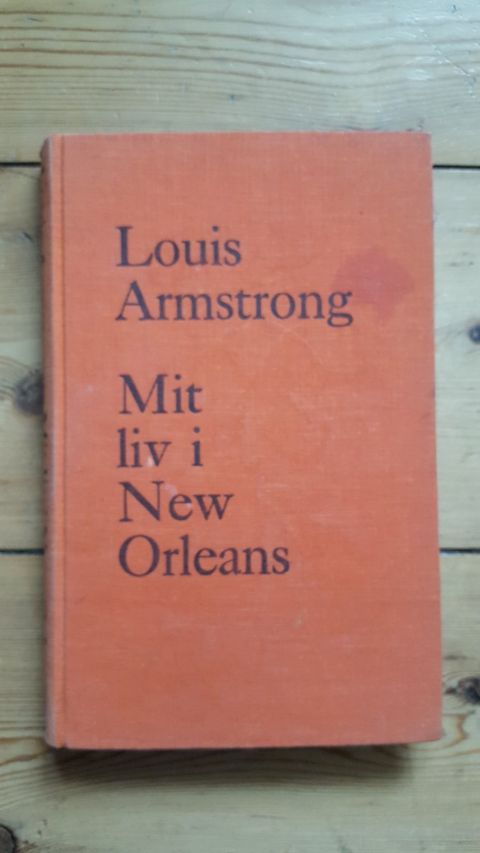 Louis
Armstrong
Mit
liv i
New
Orleans